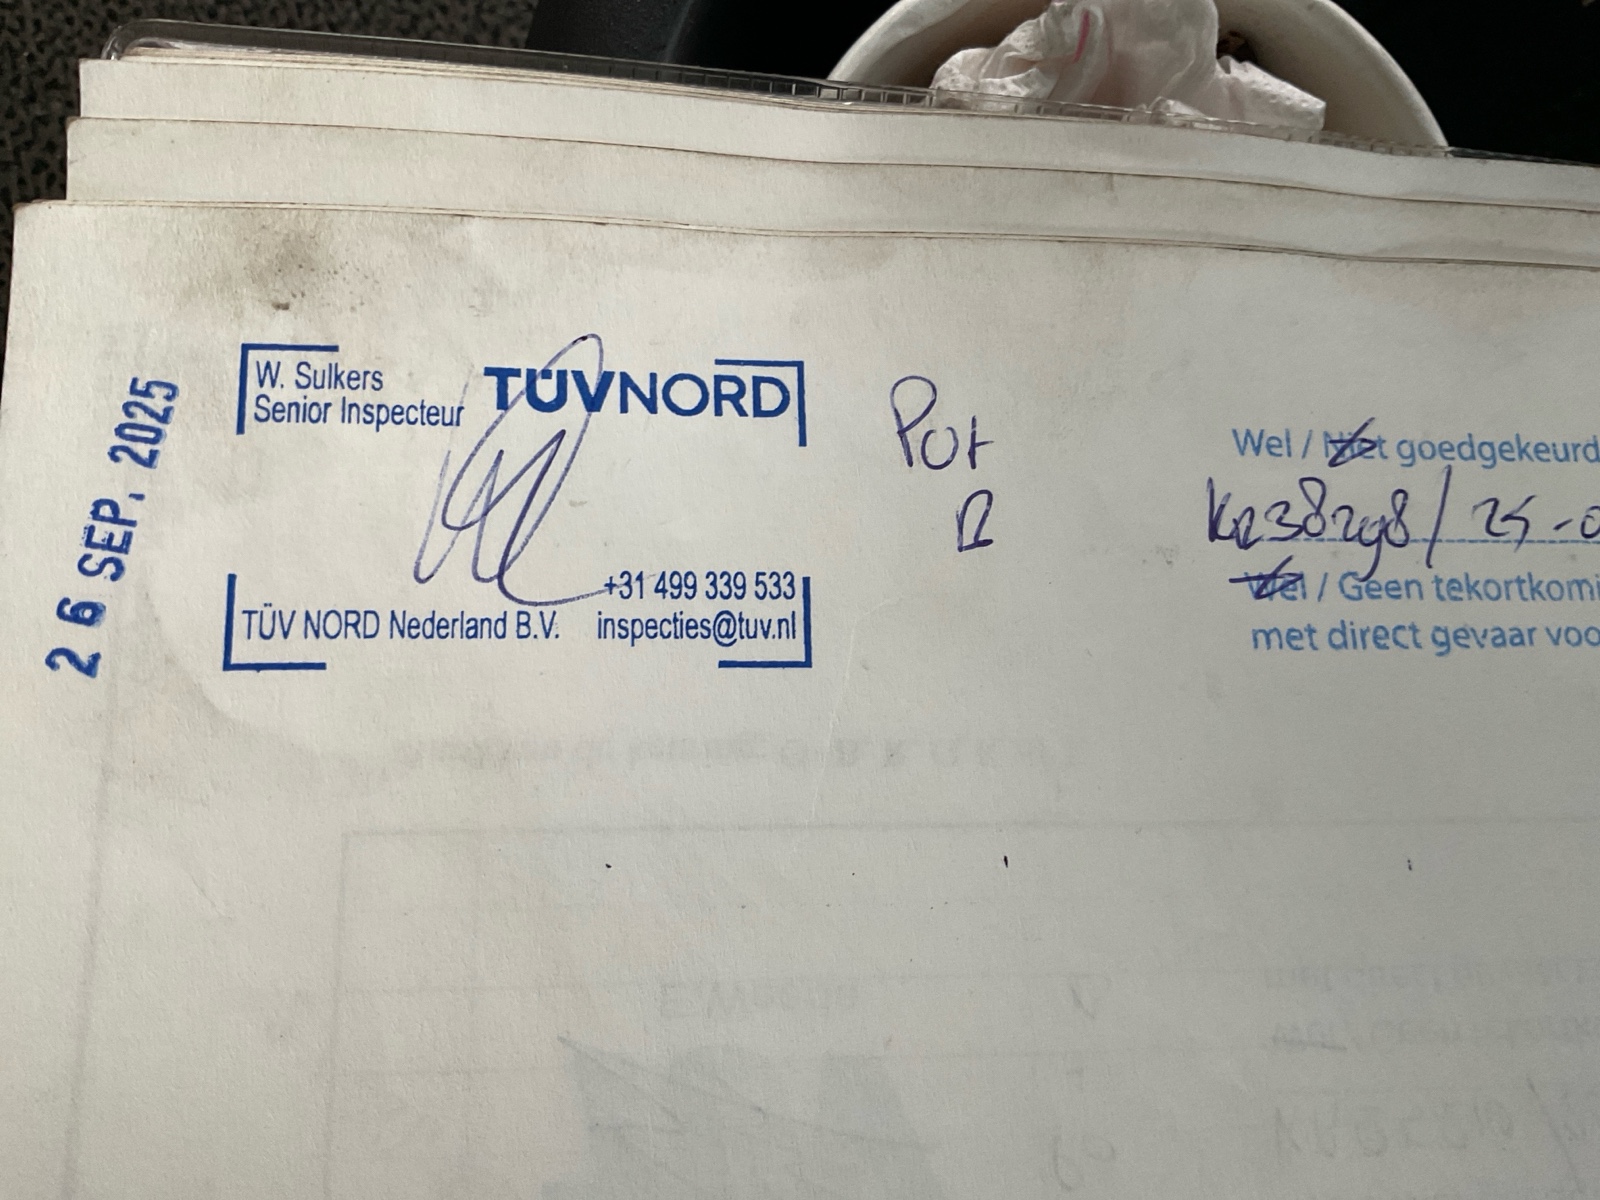 26 SEP. 2025
W. Sulkers
Senior Inspecteur
TÜVNORD
+31 499 339 533
TÜV NORD Nederland B.V. inspecties@tuv.nl
Wel / Niet goedgekeurd
Wel / Geen tekortkomi
met direct gevaar voo